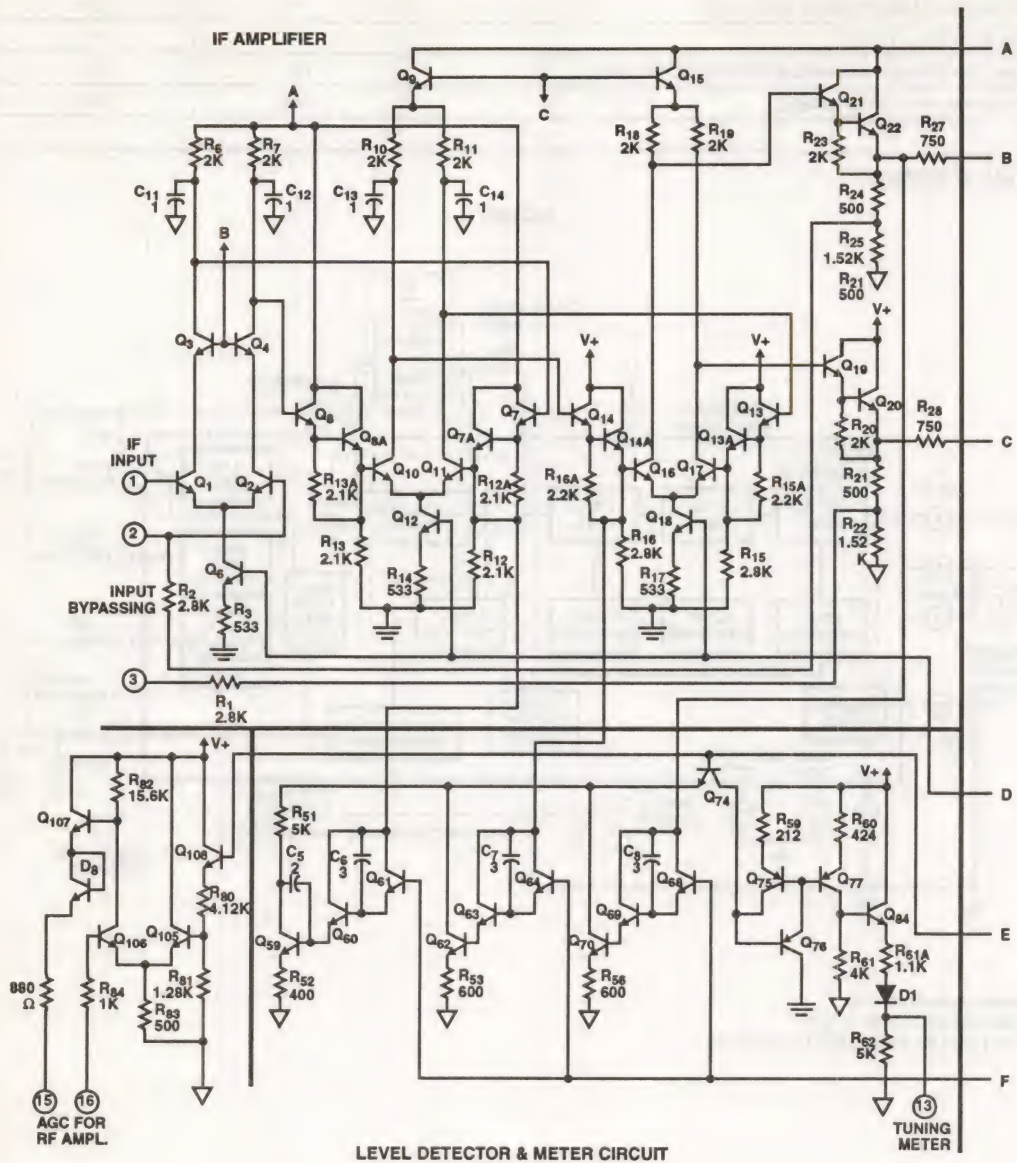 IF AMPLIFIER
A
Q9
Q15
Q21
Q22
A
C
R6
2K
R7
2K
R10
2K
R11
2K
R18
2K
R19
2K
R23
2K
R27
750
B
C11
1
C12
1
C13
1
C14
1
R24
500
R25
1.52K
R21
500
B
V+
Q3
Q4
V+
V+
Q19
Q20
R28
750
C
Q8
Q8A
Q7
Q7A
Q14
Q14A
Q13
Q13A
R20
2K
IF
INPUT
1
Q1
Q2
Q10
Q11
Q16
Q17
R13A
2.1K
R12A
2.1K
R16A
2.2K
R15A
2.2K
R21
500
2
Q12
Q18
R22
1.52
K
R13
2.1K
R12
2.1K
R16
2.8K
R15
2.8K
Q6
R14
533
R17
533
INPUT
BYPASSING
R2
2.8K
R3
533
3
R1
2.8K
V+
R82
15.6K
Q107
D8
Q108
R80
4.12K
Q106
Q105
R81
1.28K
880
Ω
R84
1K
R83
500
15
16
AGC FOR
RF AMPL.
R51
5K
C5
2
C6
3
Q61
C7
3
Q64
C8
3
Q68
Q74
V+
D
R59
212
R60
424
Q75
Q77
Q59
Q60
Q62
Q63
Q70
Q69
Q76
Q84
E
R52
400
R53
600
R56
600
R61
4K
R61A
1.1K
D1
R62
5K
F
13
TUNING
METER
LEVEL DETECTOR & METER CIRCUIT